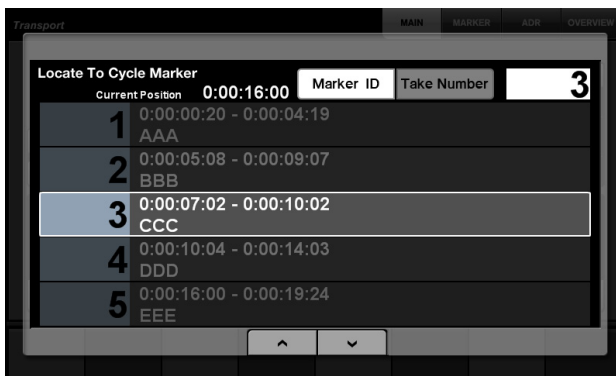 Transport
MAIN MARKER ADR OVERVIEW
Locate To Cycle Marker
Current Position 0:00:16:00 Marker ID Take Number 3
1 0:00:00:20 - 0:00:04:19
AAA
2 0:00:05:08 - 0:00:09:07
BBB
3 0:00:07:02 - 0:00:10:02
CCC
4 0:00:10:04 - 0:00:14:03
DDD
5 0:00:16:00 - 0:00:19:24
EEE